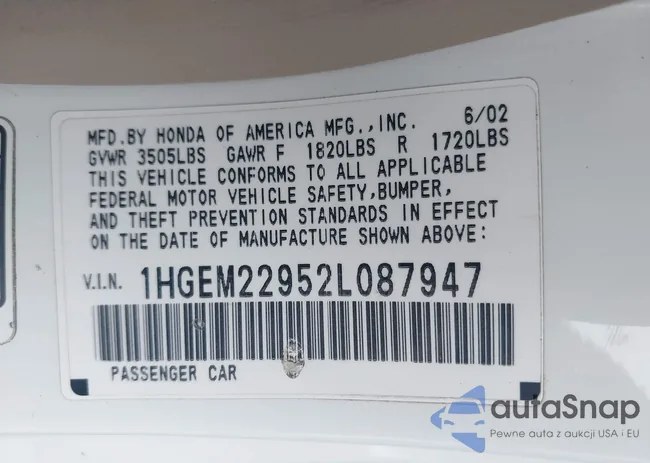 MFD.BY HONDA OF AMERICA MFG.,INC. 6/02
GVWR 3505LBS GAWR F 1820LBS R 1720LBS
THIS VEHICLE CONFORMS TO ALL APPLICABLE
FEDERAL MOTOR VEHICLE SAFETY,BUMPER,
AND THEFT PREVENTION STANDARDS IN EFFECT
ON THE DATE OF MANUFACTURE SHOWN ABOVE:
V.I.N. 1HGEM22952L087947
PASSENGER CAR
autaSnap
Pewne auta z aukcji USA i EU